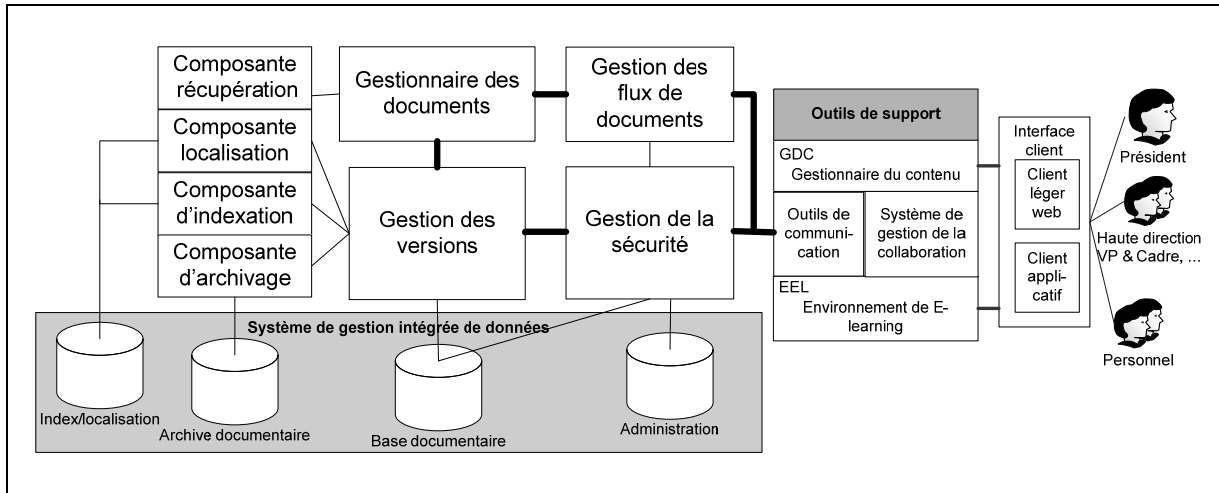 Composante
récupération
Composante
localisation
Composante
d'indexation
Composante
d'archivage
Gestionnaire des
documents
Gestion des
flux de
documents
Gestion des
versions
Gestion de la
sécurité
Outils de support
GDC
Gestionnaire du contenu
Outils de
communi-
cation
Système de
gestion de la
collaboration
EEL
Environnement de E-
learning
Interface
client
Client
léger
web
Client
appli-
catif
Président
Haute direction
VP & Cadre, ...
Personnel
Système de gestion intégrée de données
Index/localisation
Archive documentaire
Base documentaire
Administration